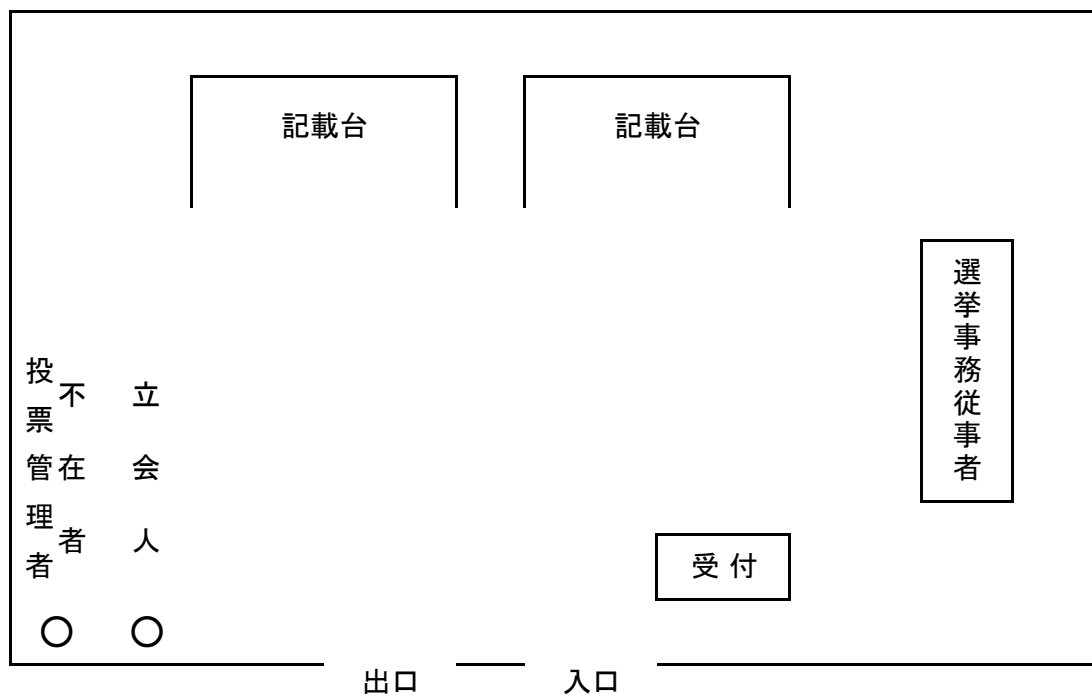 記載台
記載台
選挙事務従事者
立会人
不在者
投票管理者
受付
○
○
出口
入口